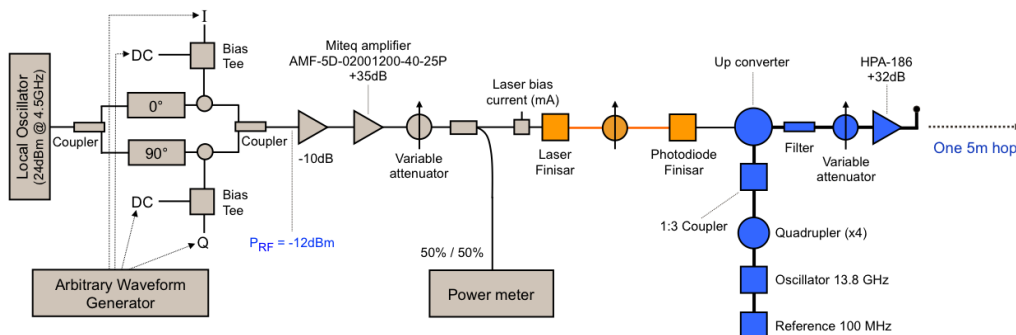 Local Oscillator
(24dBm @ 4.5GHz)
Coupler
0°
90°
I
DC
Bias
Tee
DC
Bias
Tee
Q
Arbitrary Waveform
Generator
Coupler
P_RF = -12dBm
-10dB
Miteq amplifier
AMF-5D-02001200-40-25P
+35dB
Variable
attenuator
50% / 50%
Power meter
Laser bias
current (mA)
Laser
Finisar
Photodiode
Finisar
Up converter
Filter
Variable
attenuator
HPA-186
+32dB
One 5m hop
1:3 Coupler
Quadrupler (x4)
Oscillator 13.8 GHz
Reference 100 MHz